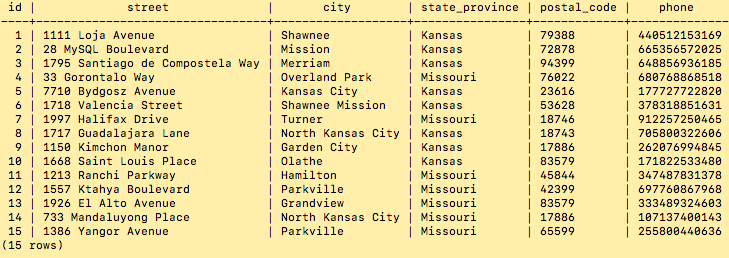 id | street | city | state_province | postal_code | phone
----+--------------------------------+--------------------+----------------+-------------+--------------
1 | 1111 Loja Avenue | Shawnee | Kansas | 79388 | 440512153169
2 | 28 MySQL Boulevard | Mission | Kansas | 72878 | 665356572025
3 | 1795 Santiago de Compostela Way | Merriam | Kansas | 94399 | 648856936185
4 | 33 Gorontalo Way | Overland Park | Missouri | 76022 | 680768868518
5 | 7710 Bydgosz Avenue | Kansas City | Kansas | 23616 | 177727722820
6 | 1718 Valencia Street | Shawnee Mission | Kansas | 53628 | 378318851631
7 | 1997 Halifax Drive | Turner | Missouri | 18746 | 912257250465
8 | 1717 Guadalajara Lane | North Kansas City | Kansas | 18743 | 705800322606
9 | 1150 Kimchon Manor | Garden City | Kansas | 17886 | 262076994845
10 | 1668 Saint Louis Place | Olathe | Kansas | 83579 | 171822533480
11 | 1213 Ranchi Parkway | Hamilton | Missouri | 45844 | 347487831378
12 | 1557 Ktahya Boulevard | Parkville | Missouri | 42399 | 697760867968
13 | 1926 El Alto Avenue | Grandview | Missouri | 83579 | 333489324603
14 | 733 Mandaluyong Place | North Kansas City | Missouri | 17886 | 107137400143
15 | 1386 Yangor Avenue | Parkville | Missouri | 65599 | 255800440636
(15 rows)